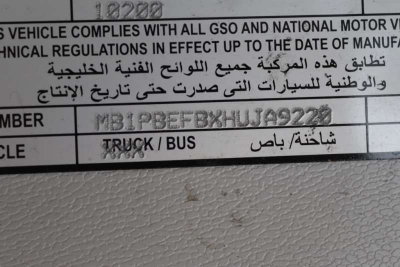 10200
S VEHICLE COMPLIES WITH ALL GSO AND NATIONAL MOTOR VE
CHNICAL REGULATIONS IN EFFECT UP TO THE DATE OF MANUFA
تطابق هذه المركبة جميع اللوائح الفنية الخليجية
والوطنية للسيارات التى صدرت حتى تاريخ الإنتاج
MBER MB1PBEFBXHUJA9220
CLE TRUCK / BUS شاحنة/ باص